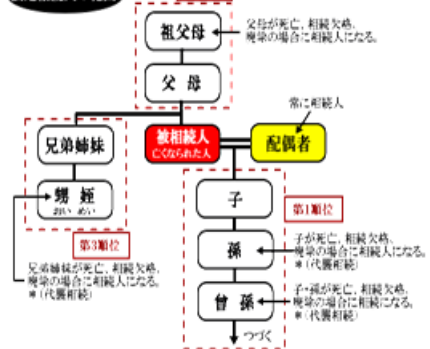 祖父母
父母が死亡、相続欠格、
廃除の場合に相続人になる。
父 母
常に相続人
兄弟姉妹
被相続人
亡くなられた人
配偶者
甥 姪
おい めい
子
第1順位
第3順位
孫
子が死亡、相続欠格、
廃除の場合に相続人になる。
*(代襲相続)
兄弟姉妹が死亡、相続欠格、
廃除の場合に相続人になる。
*(代襲相続)
曾 孫
子・孫が死亡、相続欠格、
廃除の場合に相続になる。
*(代襲相続)
つづく